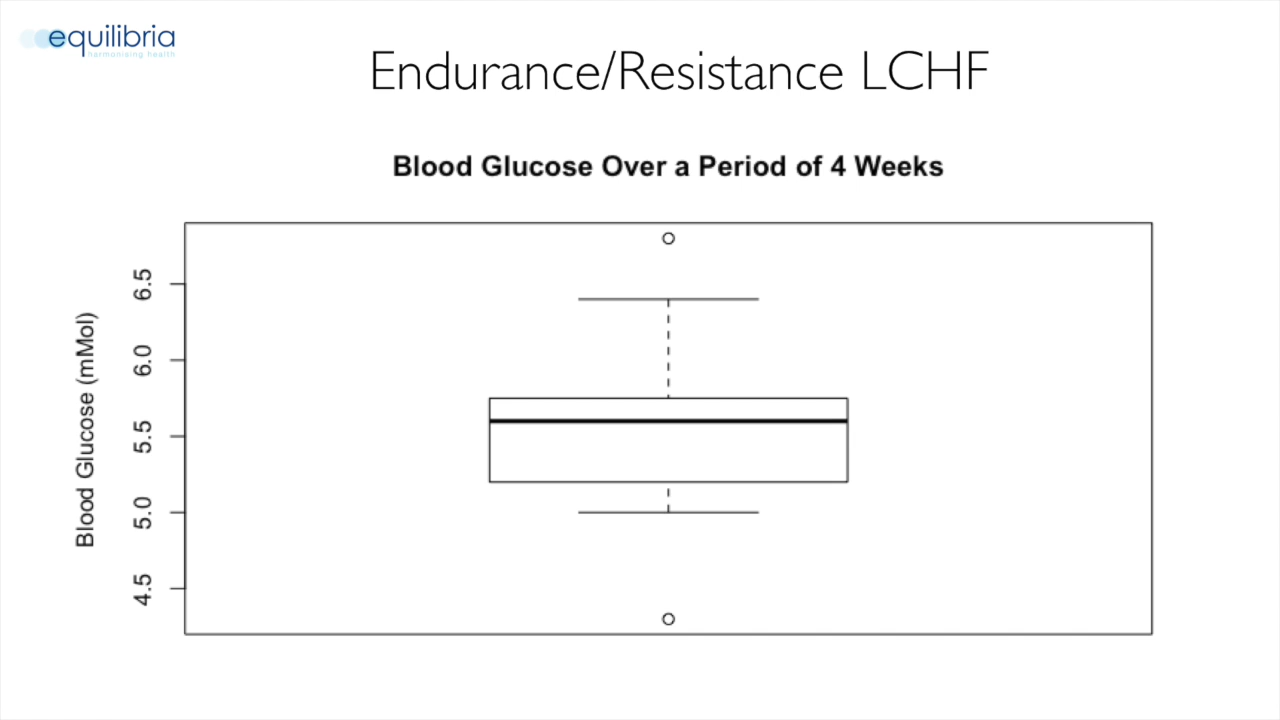 equilibria
harmonising health
Endurance/Resistance LCHF
Blood Glucose Over a Period of 4 Weeks
Blood Glucose (mMol)
6.5
6.0
5.5
5.0
4.5